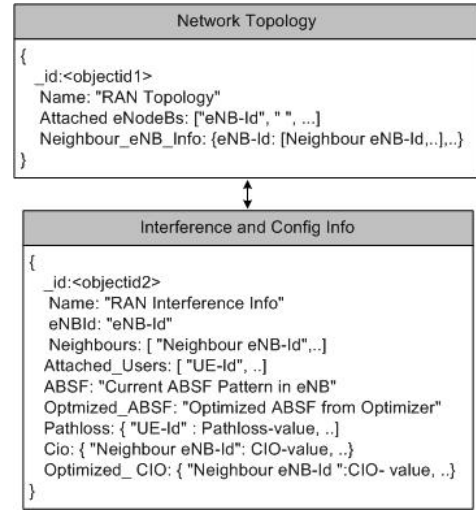 Network Topology
{
_id:<objectid1>
Name: "RAN Topology"
Attached eNodeBs: ["eNB-Id", " ", ...]
Neighbour_eNB_Info: {eNB-Id: [Neighbour eNB-Id,..],..}
}
Interference and Config Info
{
_id:<objectid2>
Name: "RAN Interference Info"
eNBId: "eNB-Id"
Neighbours: [ "Neighbour eNB-Id",..]
Attached_Users: [ "UE-Id", ..]
ABSF: "Current ABSF Pattern in eNB"
Optmized_ABSF: "Optimized ABSF from Optimizer"
Pathloss: { "UE-Id" : Pathloss-value, ..]
Cio: { "Neighbour eNB-Id": CIO-value, ..}
Optimized_ CIO: { "Neighbour eNB-Id ":CIO- value, ..}
}